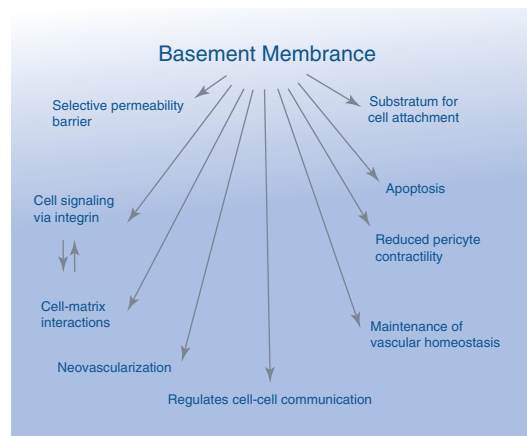 Basement Membrance
Selective permeability
barrier
Substratum for
cell attachment
Apoptosis
Cell signaling
via integrin
Reduced pericyte
contractility
Cell-matrix
interactions
Maintenance of
vascular homeostasis
Neovascularization
Regulates cell-cell communication